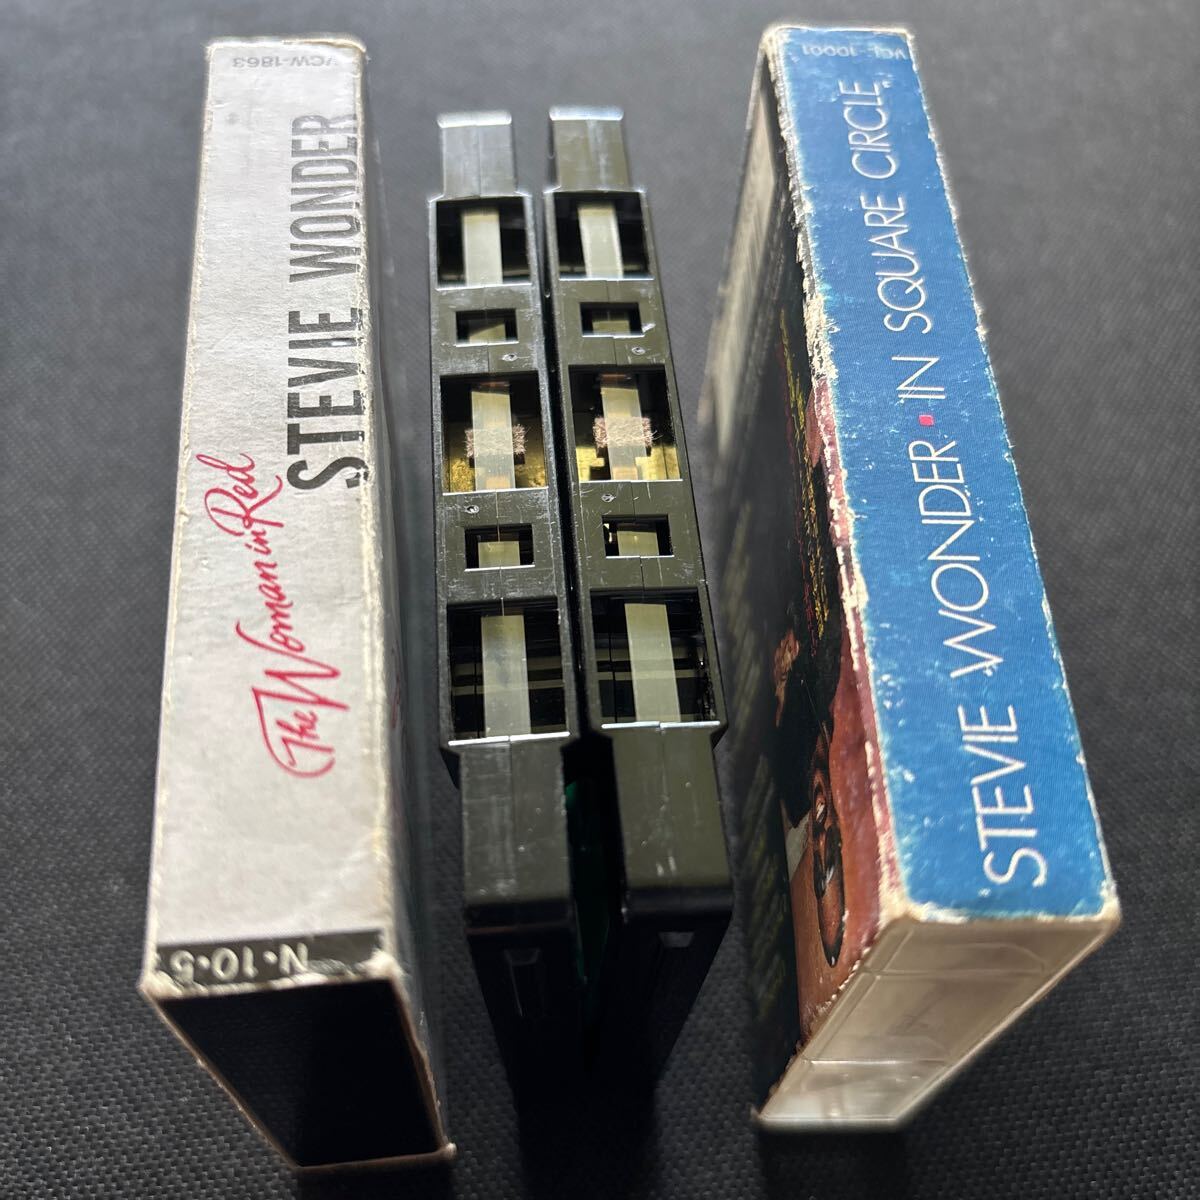 VCW-1863
STEVIE WONDER
The Woman in Red
N·10·5
VCL-10001
STEVIE WONDER · IN SQUARE CIRCLE